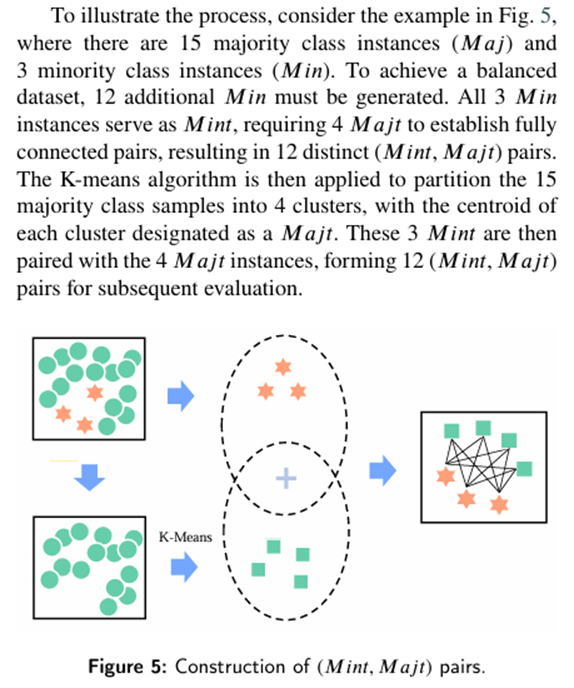 To illustrate the process, consider the example in Fig. 5,
where there are 15 majority class instances (Maj) and
3 minority class instances (Min). To achieve a balanced
dataset, 12 additional Min must be generated. All 3 Min
instances serve as Mint, requiring 4 Majt to establish fully
connected pairs, resulting in 12 distinct (Mint, Majt) pairs.
The K-means algorithm is then applied to partition the 15
majority class samples into 4 clusters, with the centroid of
each cluster designated as a Majt. These 3 Mint are then
paired with the 4 Majt instances, forming 12 (Mint, Majt)
pairs for subsequent evaluation.
K-Means
Figure 5: Construction of (Mint, Majt) pairs.